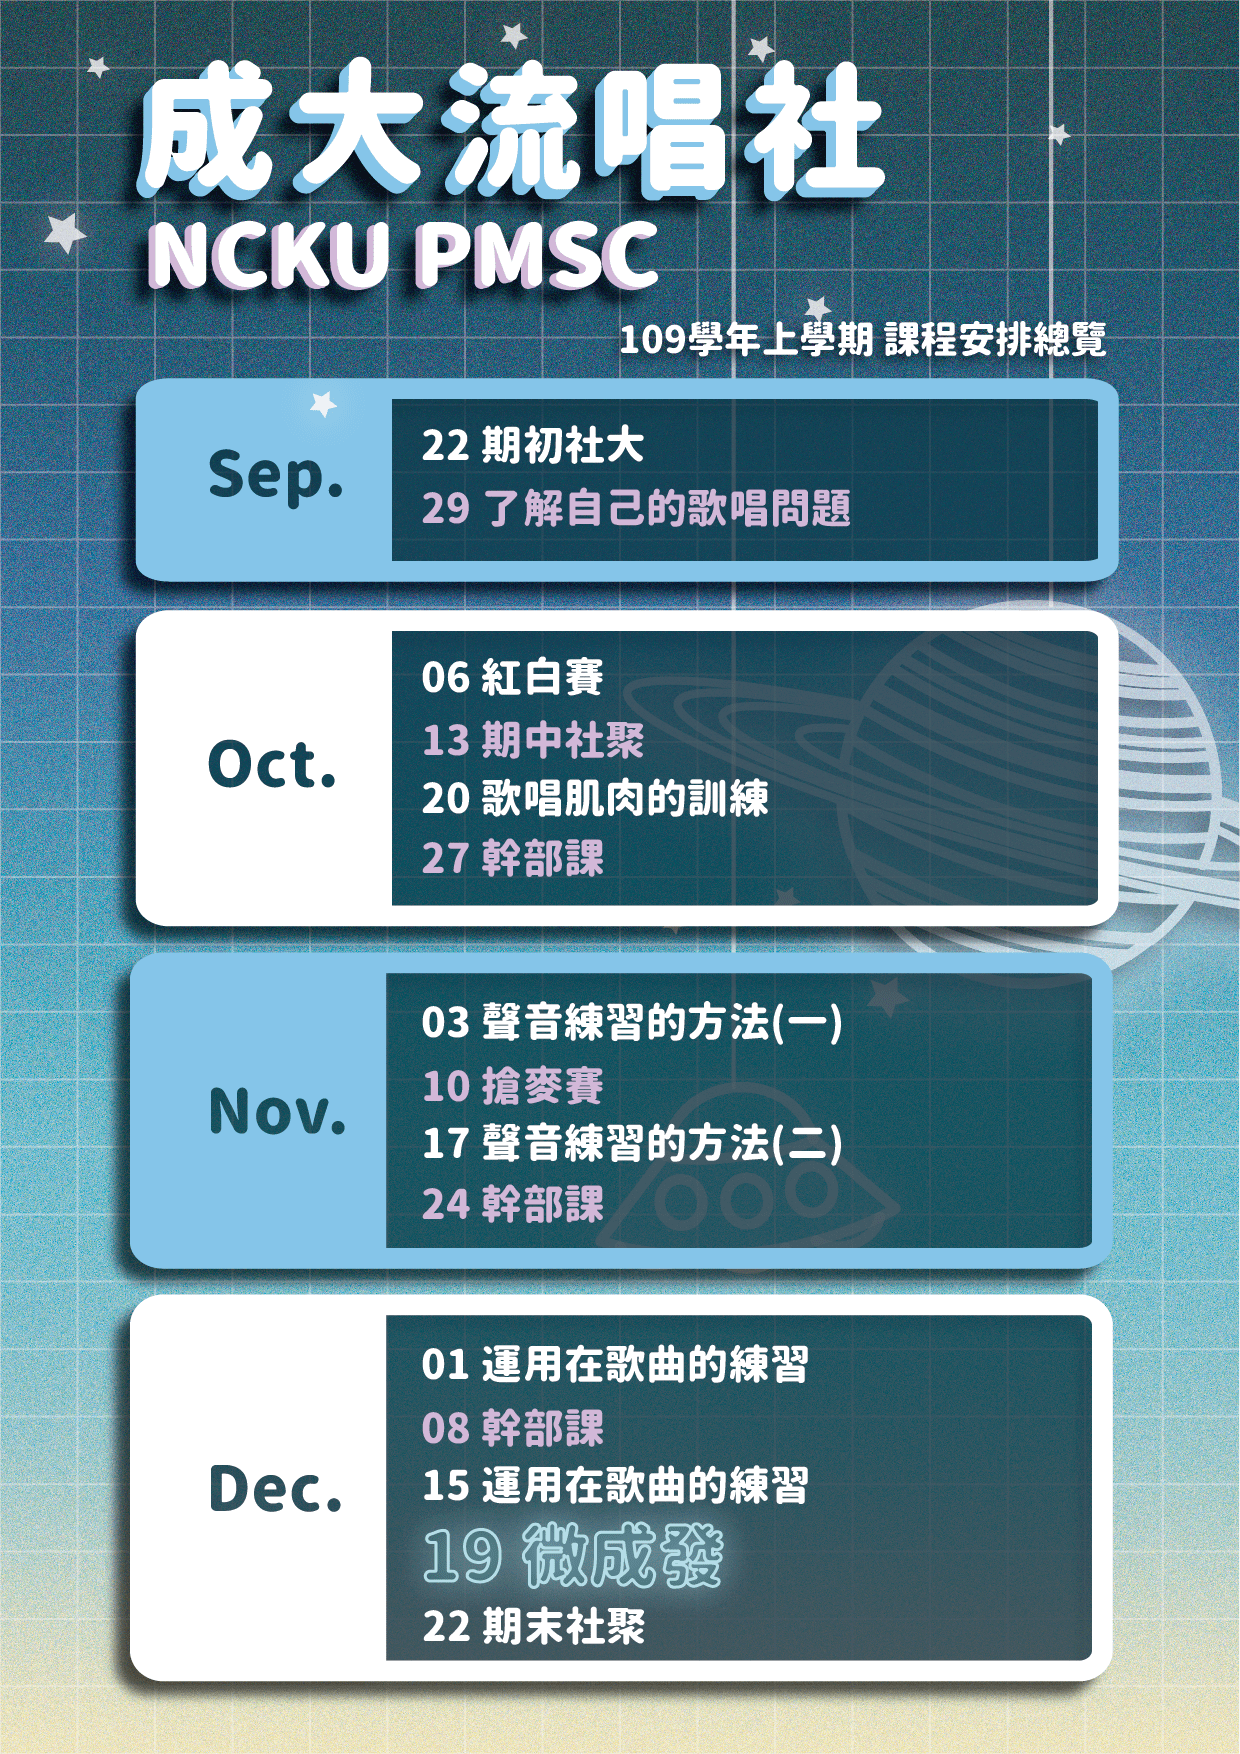 成大流唱社
NCKU PMSC
109學年上學期 課程安排總覽
Sep.
22 期初社大
29 了解自己的歌唱問題
Oct.
06 紅白賽
13 期中社聚
20 歌唱肌肉的訓練
27 幹部課
Nov.
03 聲音練習的方法(一)
10 搶麥賽
17 聲音練習的方法(二)
24 幹部課
Dec.
01 運用在歌曲的練習
08 幹部課
15 運用在歌曲的練習
19 微成發
22 期末社聚